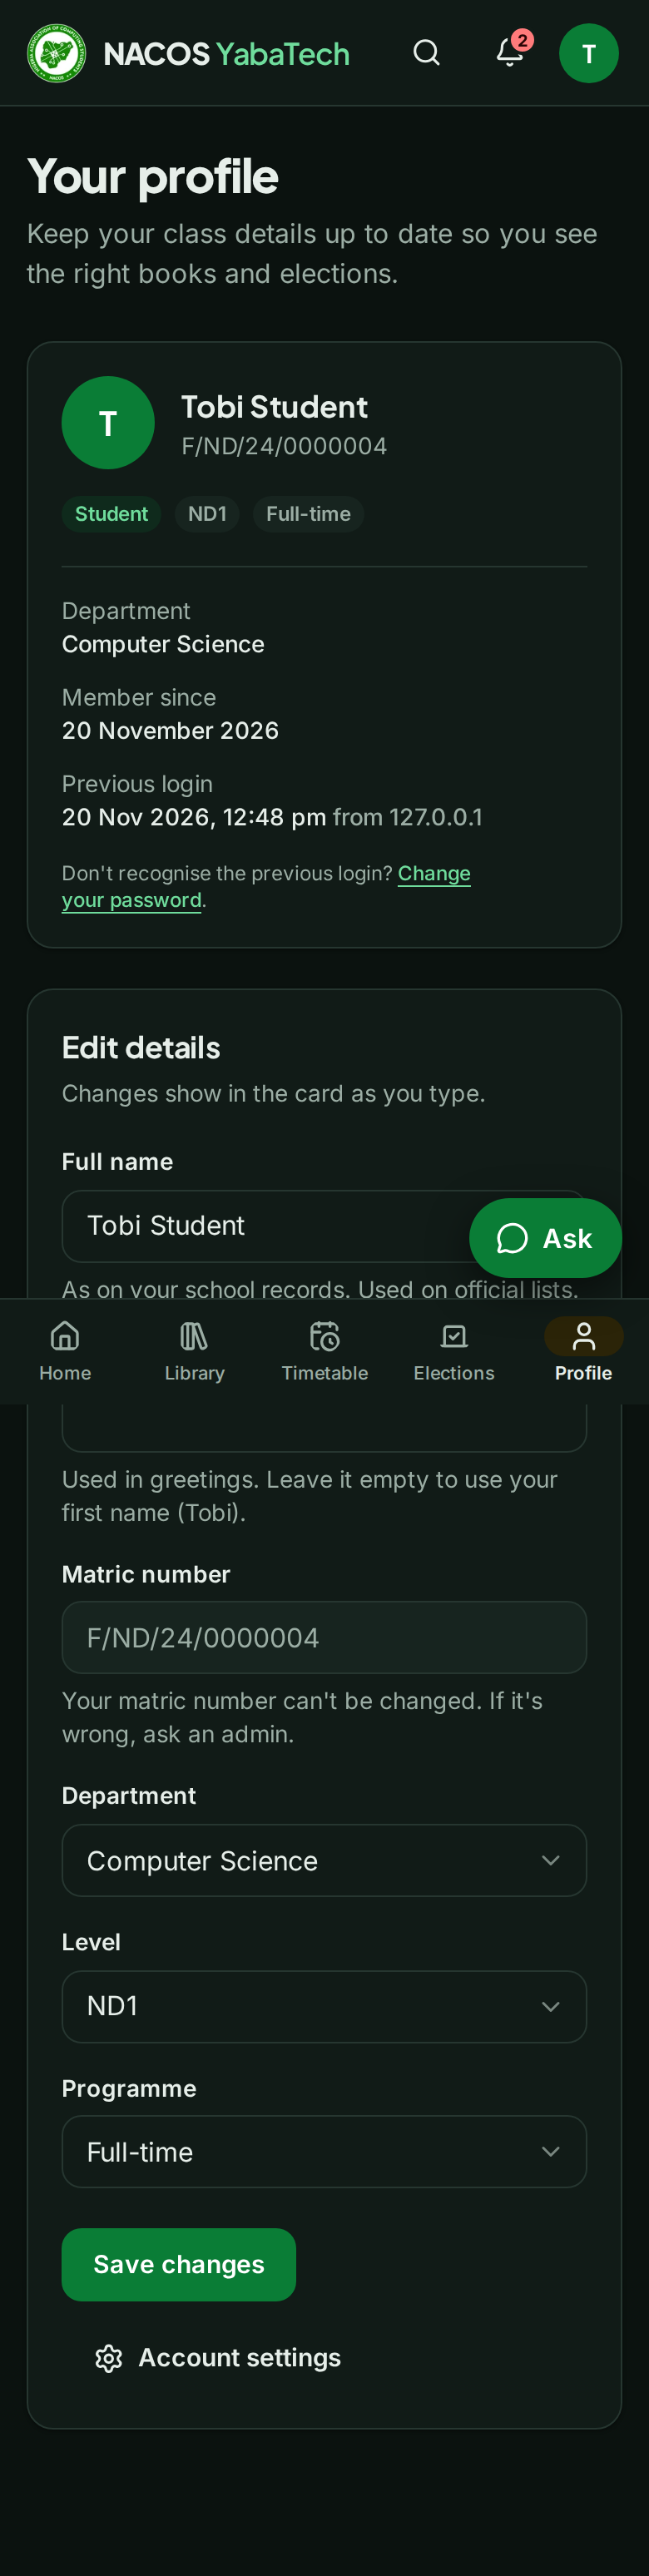 NACOS YabaTech
2
T
Your profile
Keep your class details up to date so you see
the right books and elections.
T
Tobi Student
F/ND/24/0000004
Student
ND1
Full-time
Department
Computer Science
Member since
20 November 2026
Previous login
20 Nov 2026, 12:48 pm from 127.0.0.1
Don't recognise the previous login? Change
your password.
Edit details
Changes show in the card as you type.
Full name
Tobi Student
Ask
As on your school records. Used on official lists.
Home
Library
Timetable
Elections
Profile
Used in greetings. Leave it empty to use your
first name (Tobi).
Matric number
F/ND/24/0000004
Your matric number can't be changed. If it's
wrong, ask an admin.
Department
Computer Science
Level
ND1
Programme
Full-time
Save changes
Account settings